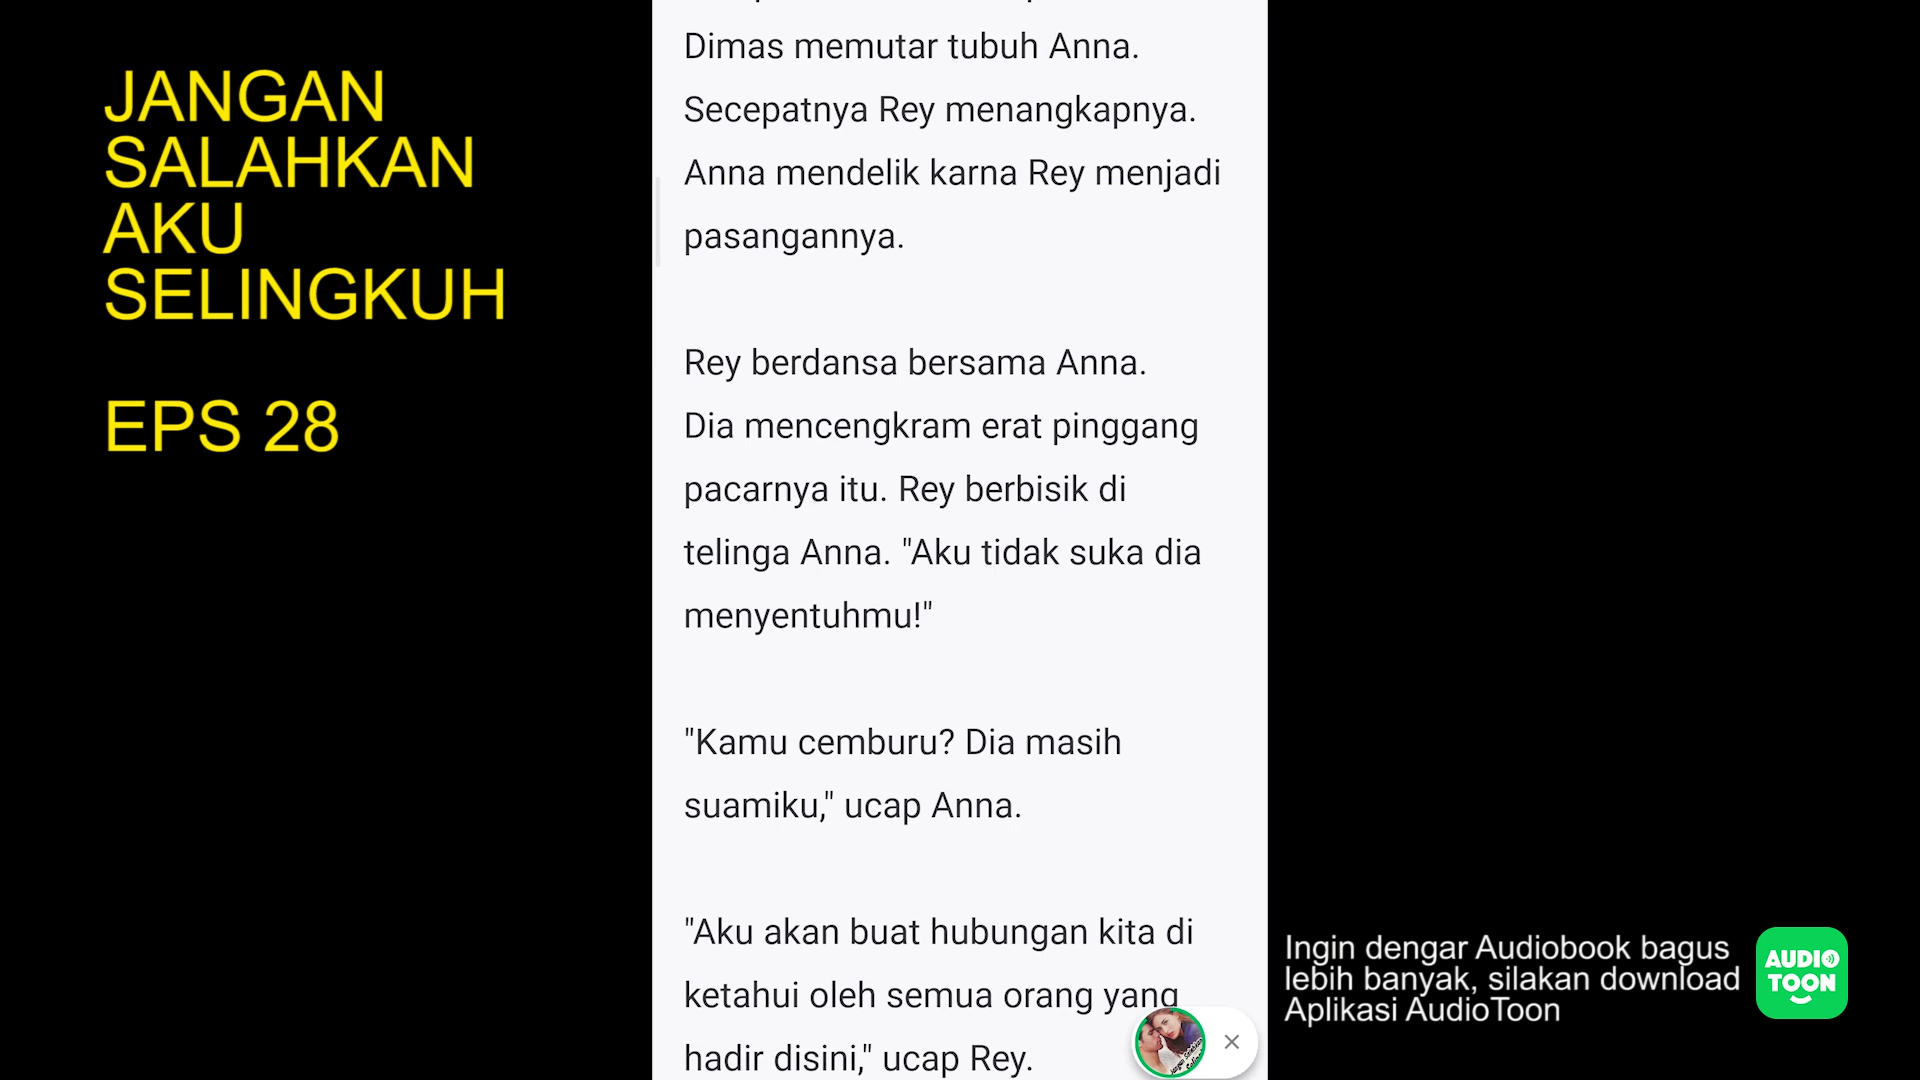 JANGAN
SALAHKAN
AKU
SELINGKUH
EPS 28
Dimas memutar tubuh Anna.
Secepatnya Rey menangkapnya.
Anna mendelik karna Rey menjadi
pasangannya.
Rey berdansa bersama Anna.
Dia mencengkram erat pinggang
pacarnya itu. Rey berbisik di
telinga Anna. "Aku tidak suka dia
menyentuhmu!"
"Kamu cemburu? Dia masih
suamiku," ucap Anna.
"Aku akan buat hubungan kita di
ketahui oleh semua orang yang
hadir disini," ucap Rey.
Ingin dengar Audiobook bagus
lebih banyak, silakan download
Aplikasi AudioToon
AUDIO
TOON